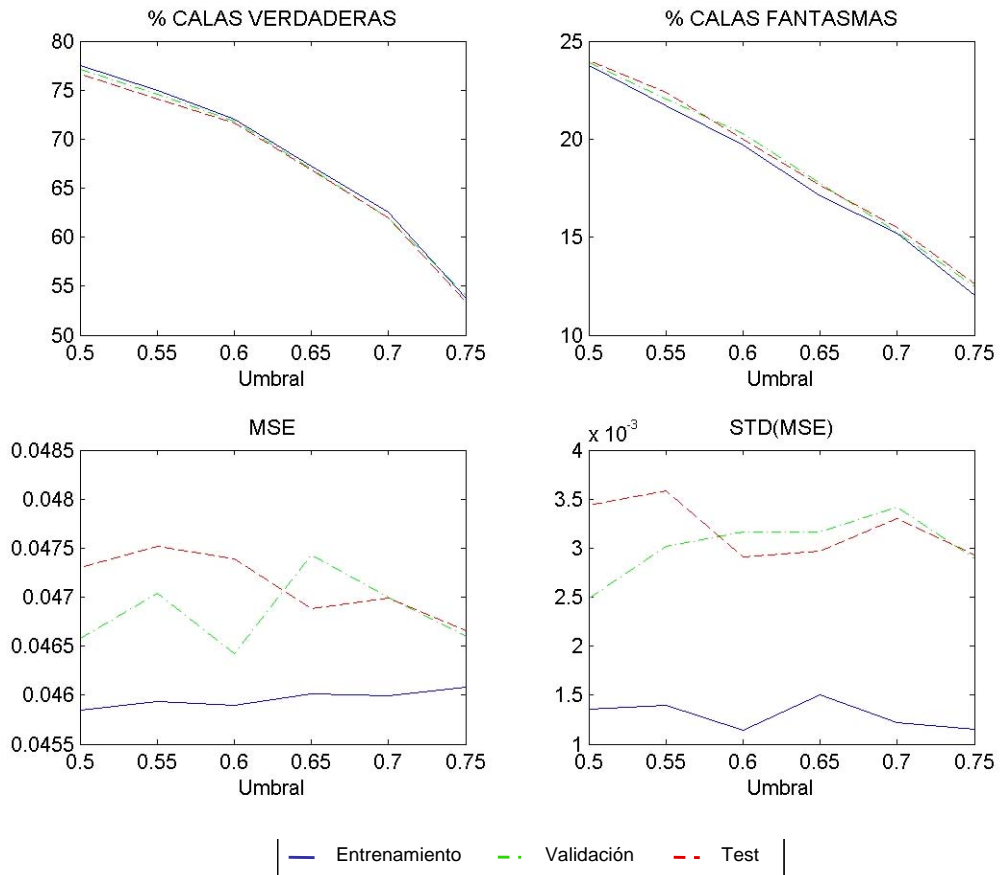 % CALAS VERDADERAS
80
75
70
65
60
55
50
0.5 0.55 0.6 0.65 0.7 0.75
Umbral
% CALAS FANTASMAS
25
20
15
10
0.5 0.55 0.6 0.65 0.7 0.75
Umbral
MSE
0.0485
0.048
0.0475
0.047
0.0465
0.046
0.0455
0.5 0.55 0.6 0.65 0.7 0.75
Umbral
STD(MSE)
x 10⁻³
4
3.5
3
2.5
2
1.5
1
0.5 0.55 0.6 0.65 0.7 0.75
Umbral
Entrenamiento Validación Test